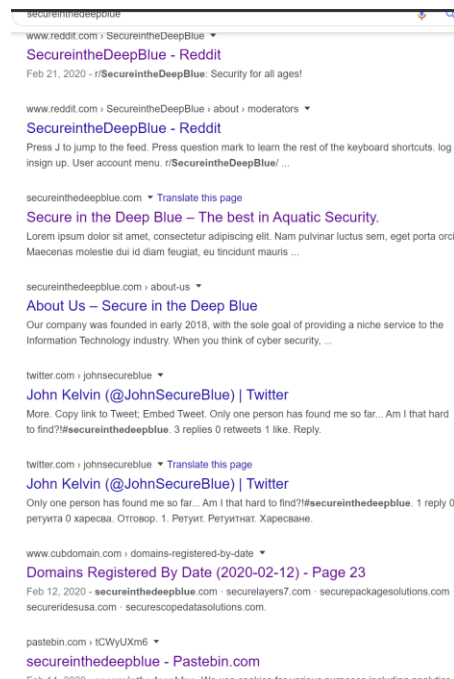 secureinthedeepblue
www.reddit.com › SecureintheDeepBlue
SecureintheDeepBlue - Reddit
Feb 21, 2020 - r/SecureintheDeepBlue: Security for all ages!
www.reddit.com › SecureintheDeepBlue › about › moderators
SecureintheDeepBlue - Reddit
Press J to jump to the feed. Press question mark to learn the rest of the keyboard shortcuts. log
insign up. User account menu. r/SecureintheDeepBlue/ ...
secureinthedeepblue.com Translate this page
Secure in the Deep Blue – The best in Aquatic Security.
Lorem ipsum dolor sit amet, consectetur adipiscing elit. Nam pulvinar luctus sem, eget porta orci
Maecenas molestie dui id diam feugiat, eu tincidunt mauris ...
secureinthedeepblue.com › about-us
About Us – Secure in the Deep Blue
Our company was founded in early 2018, with the sole goal of providing a niche service to the
Information Technology industry. When you think of cyber security, ...
twitter.com › johnsecureblue
John Kelvin (@JohnSecureBlue) | Twitter
More. Copy link to Tweet; Embed Tweet. Only one person has found me so far... Am I that hard
to find?!#secureinthedeepblue. 3 replies 0 retweets 1 like. Reply.
twitter.com › johnsecureblue Translate this page
John Kelvin (@JohnSecureBlue) | Twitter
Only one person has found me so far... Am I that hard to find?!#secureinthedeepblue. 1 reply 0
ретуита 0 харесва. Отговор. 1. Ретуит. Ретуитнат. Харесване.
www.cubdomain.com › domains-registered-by-date
Domains Registered By Date (2020-02-12) - Page 23
Feb 12, 2020 - secureinthedeepblue.com · securelayers7.com · securepackagesolutions.com ·
secureridesusa.com · securescopedatasolutions.com.
pastebin.com › tCWyUXm6
secureinthedeepblue - Pastebin.com